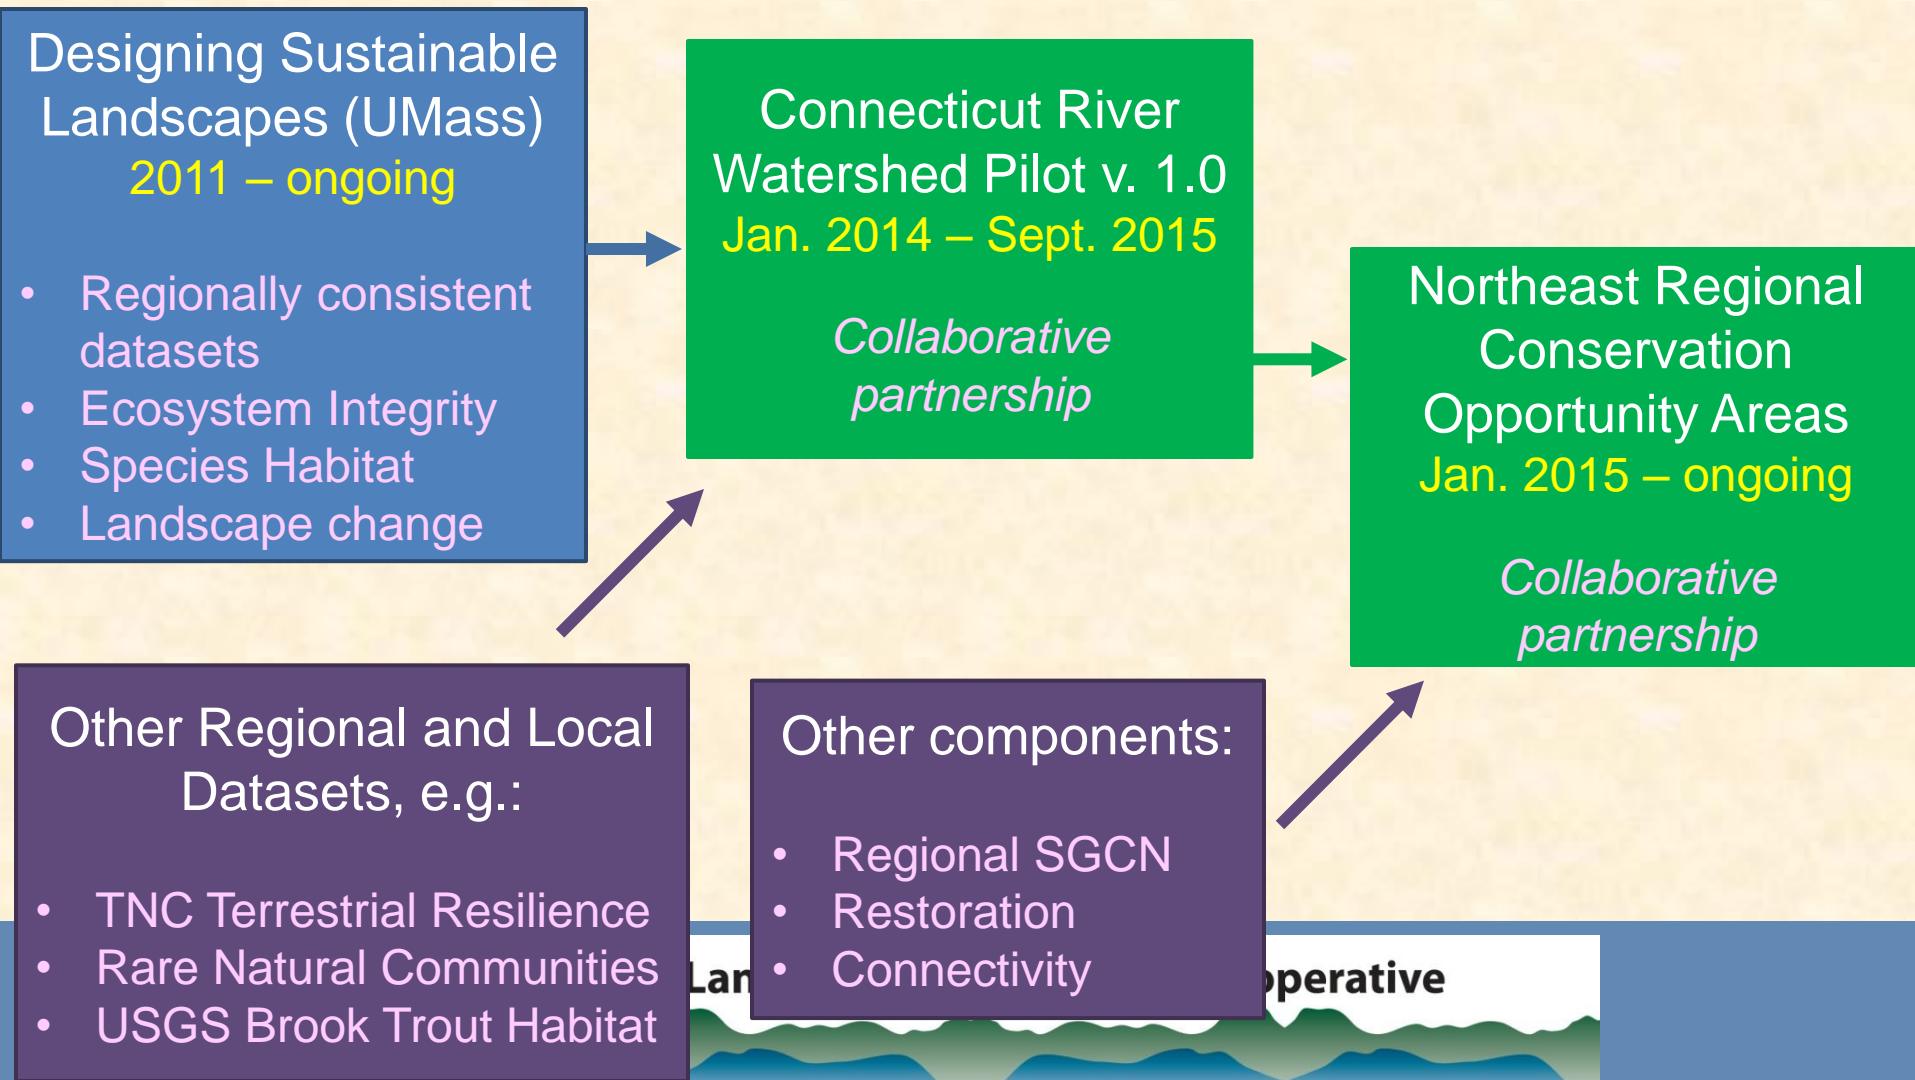 Designing Sustainable
Landscapes (UMass)
2011 – ongoing
• Regionally consistent
datasets
• Ecosystem Integrity
• Species Habitat
• Landscape change
Connecticut River
Watershed Pilot v. 1.0
Jan. 2014 – Sept. 2015
Collaborative
partnership
Northeast Regional
Conservation
Opportunity Areas
Jan. 2015 – ongoing
Collaborative
partnership
Other Regional and Local
Datasets, e.g.:
• TNC Terrestrial Resilience
• Rare Natural Communities
• USGS Brook Trout Habitat
Other components:
• Regional SGCN
• Restoration
• Connectivity